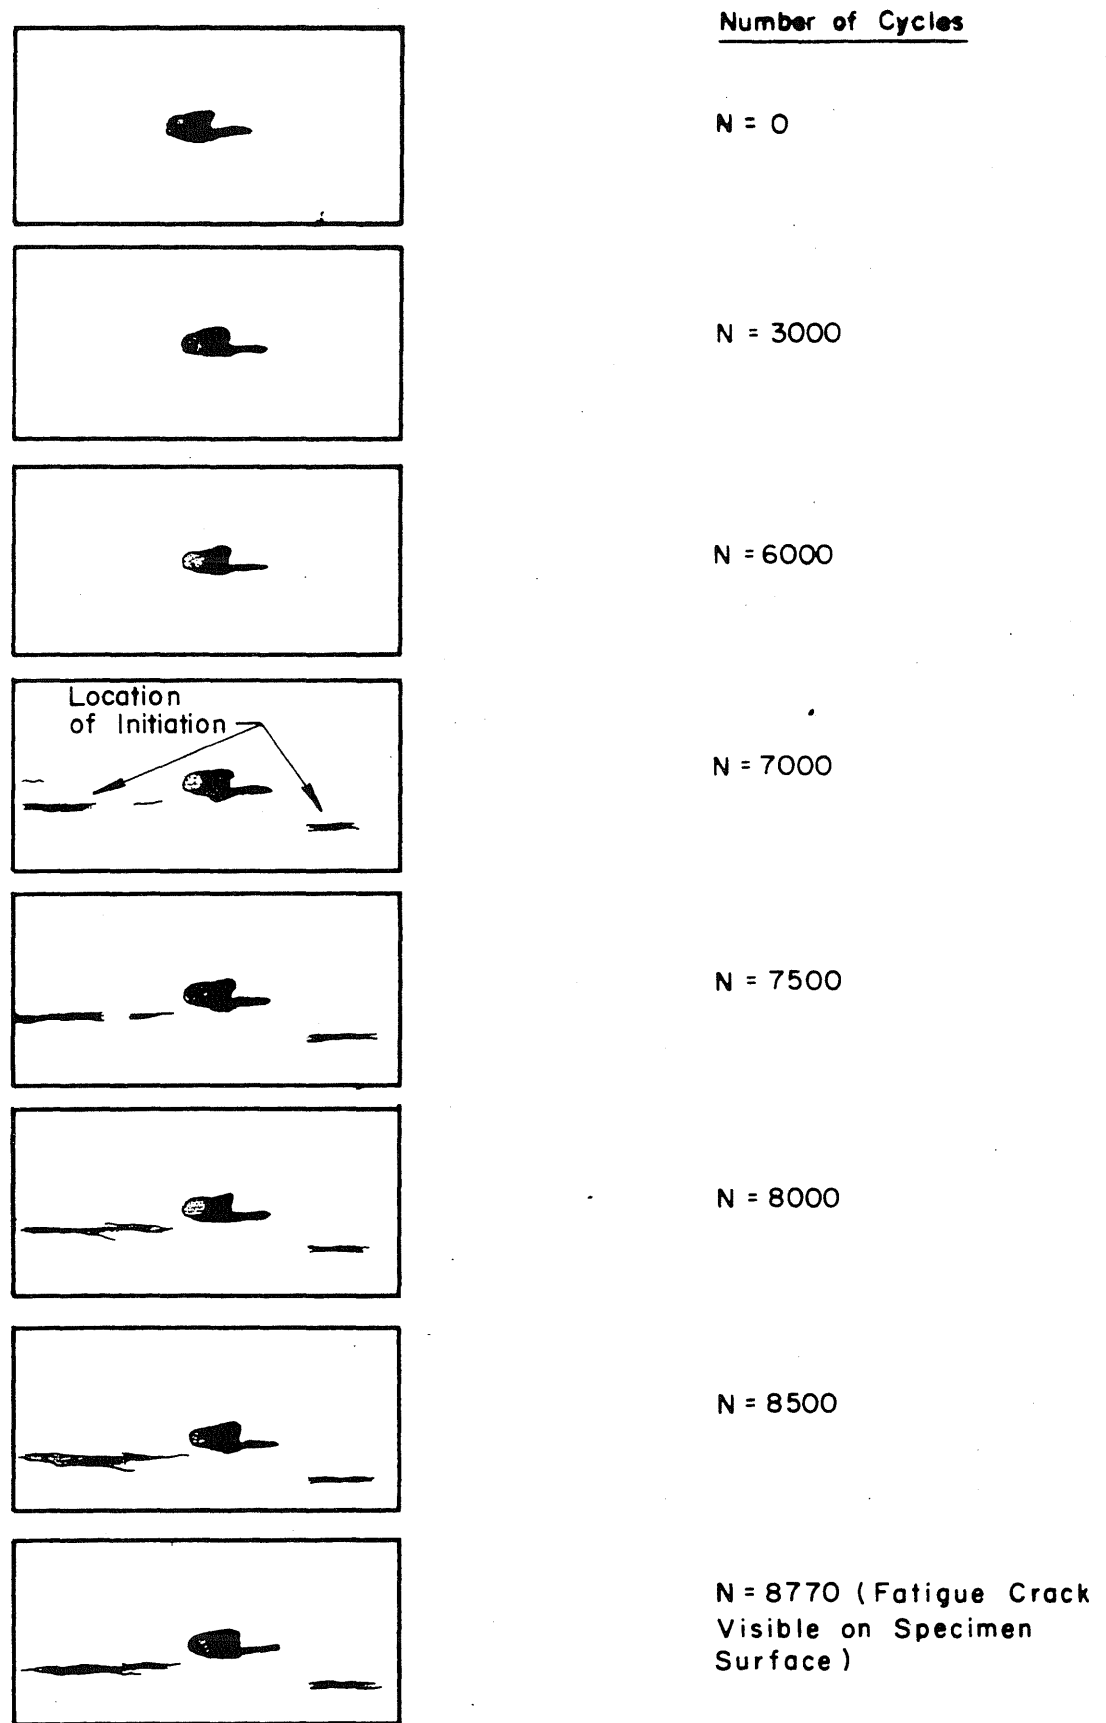 Number of Cycles
N = 0
N = 3000
N = 6000
Location
of Initiation
N = 7000
N = 7500
N = 8000
N = 8500
N = 8770 (Fatigue Crack
Visible on Specimen
Surface)